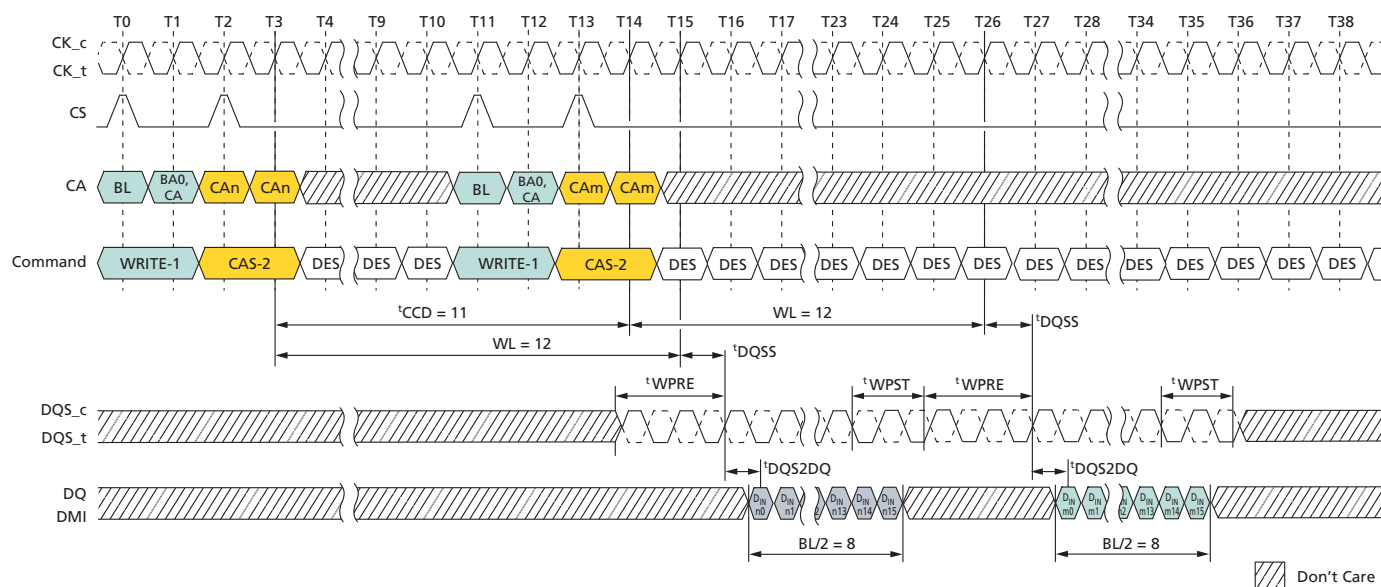 T0 T1 T2 T3 T4 T9 T10 T11 T12 T13 T14 T15 T16 T17 T23 T24 T25 T26 T27 T28 T34 T35 T36 T37 T38
CK_c
CK_t
CS
CA BL BA0, CA CAn CAn BL BA0, CA CAm CAm
Command WRITE-1 CAS-2 DES DES DES WRITE-1 CAS-2 DES DES DES DES DES DES DES DES DES DES DES DES DES DES
tCCD = 11 WL = 12 tDQSS
WL = 12 tDQSS
tWPRE tWPST tWPRE tWPST
DQS_c
DQS_t
tDQS2DQ tDQS2DQ
DQ DIN n0 DIN n1 DIN n13 DIN n14 DIN n15 DIN m0 DIN m1 DIN m13 DIN m14 DIN m15
DMI
BL/2 = 8 BL/2 = 8
Don't Care